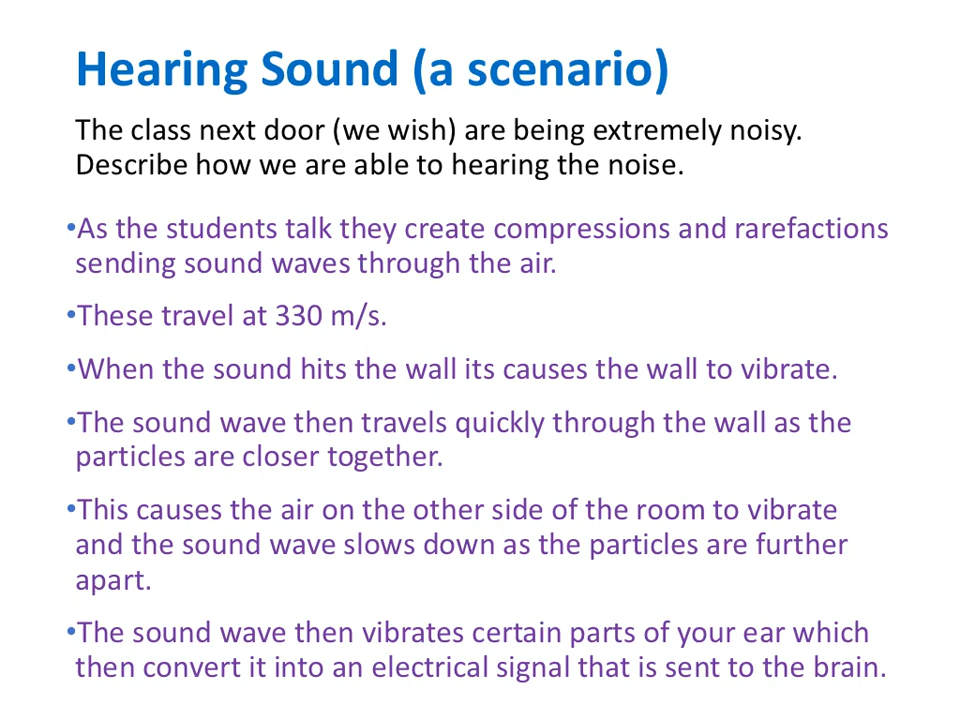 Hearing Sound (a scenario)
The class next door (we wish) are being extremely noisy.
Describe how we are able to hearing the noise.
•As the students talk they create compressions and rarefactions
sending sound waves through the air.
•These travel at 330 m/s.
•When the sound hits the wall its causes the wall to vibrate.
•The sound wave then travels quickly through the wall as the
particles are closer together.
•This causes the air on the other side of the room to vibrate
and the sound wave slows down as the particles are further
apart.
•The sound wave then vibrates certain parts of your ear which
then convert it into an electrical signal that is sent to the brain.